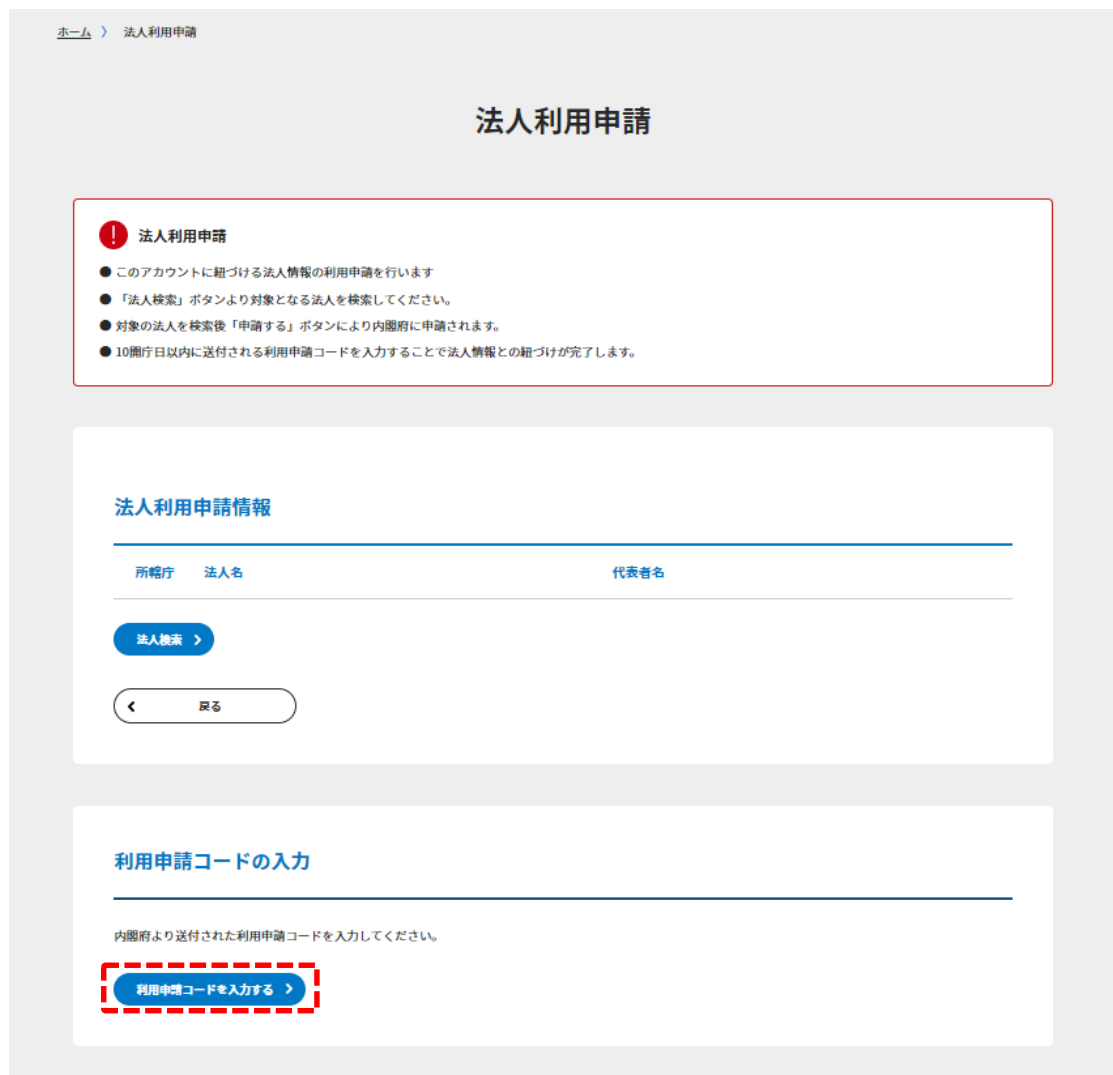 ホーム 〉 法人利用申請
法人利用申請
! 法人利用申請
● このアカウントに紐づける法人情報の利用申請を行います
● 「法人検索」ボタンより対象となる法人を検索してください。
● 対象の法人を検索後「申請する」ボタンにより内閣府に申請されます。
● 10開庁日以内に送付される利用申請コードを入力することで法人情報との紐づけが完了します。
法人利用申請情報
所轄庁 法人名 代表者名
法人検索
戻る
利用申請コードの入力
内閣府より送付された利用申請コードを入力してください。
利用申請コードを入力する